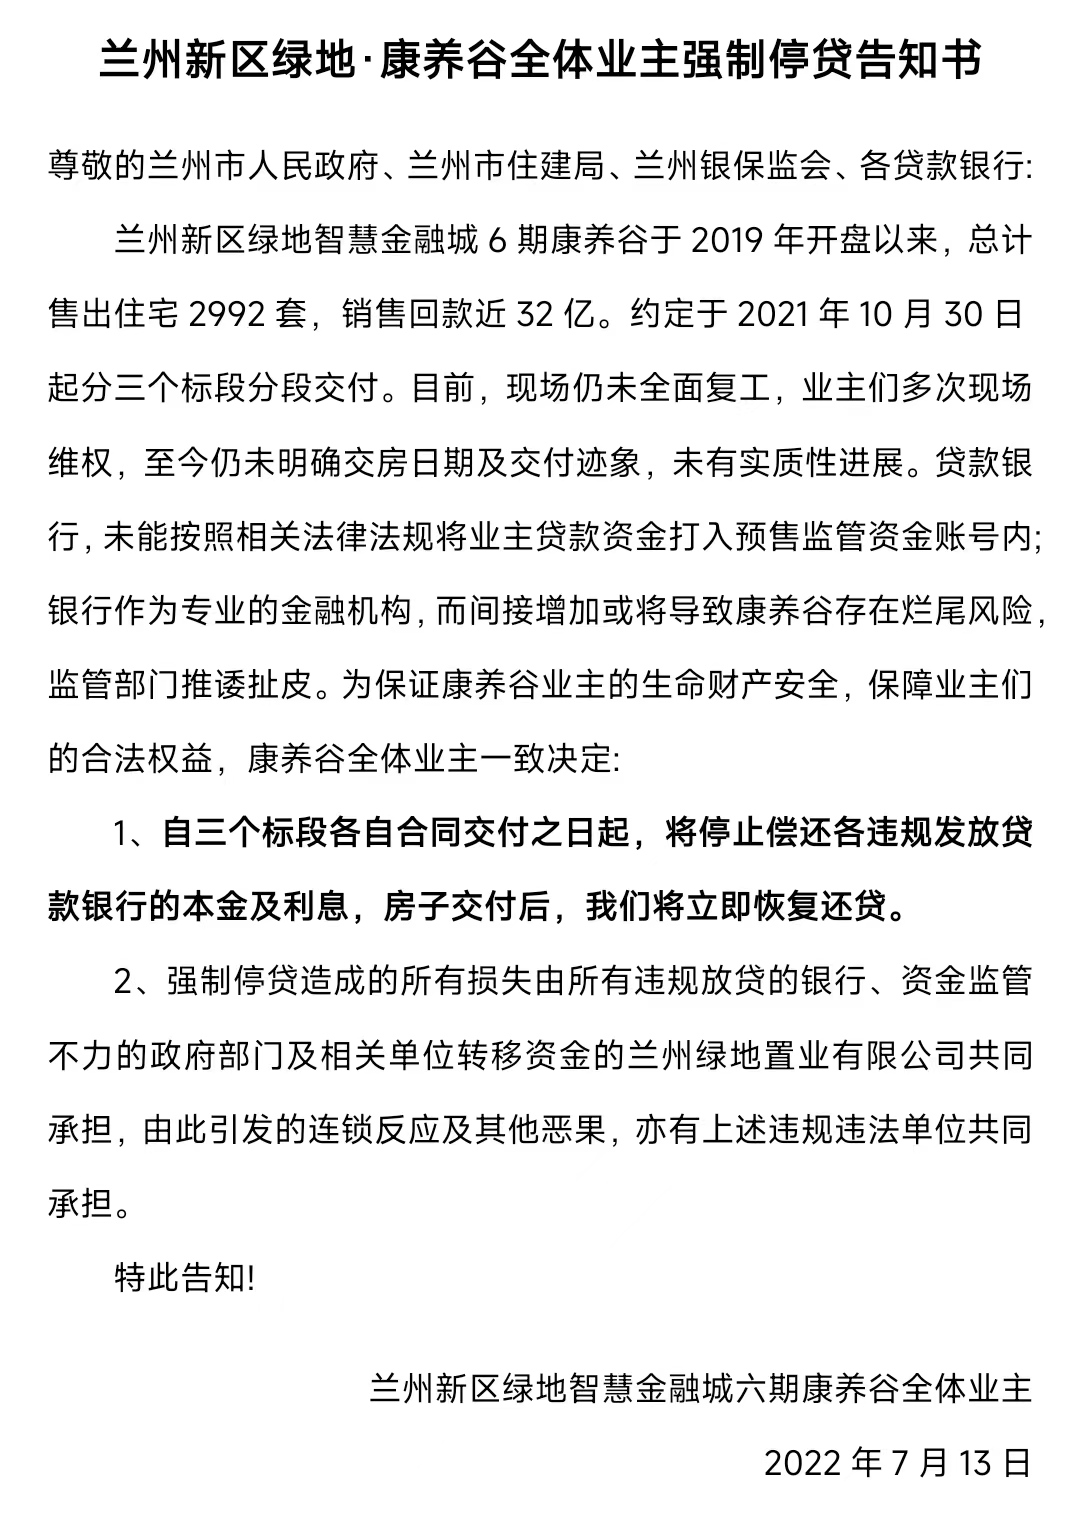 兰州新区绿地·康养谷全体业主强制停贷告知书
尊敬的兰州市人民政府、兰州市住建局、兰州银保监会、各贷款银行:
兰州新区绿地智慧金融城 6 期康养谷于 2019 年开盘以来，总计
售出住宅 2992 套，销售回款近 32 亿。约定于 2021 年 10 月 30 日
起分三个标段分段交付。目前，现场仍未全面复工，业主们多次现场
维权，至今仍未明确交房日期及交付迹象，未有实质性进展。贷款银
行，未能按照相关法律法规将业主贷款资金打入预售监管资金账号内;
银行作为专业的金融机构，而间接增加或将导致康养谷存在烂尾风险，
监管部门推诿扯皮。为保证康养谷业主的生命财产安全，保障业主们
的合法权益，康养谷全体业主一致决定:
1、自三个标段各自合同交付之日起，将停止偿还各违规发放贷
款银行的本金及利息，房子交付后，我们将立即恢复还贷。
2、强制停贷造成的所有损失由所有违规放贷的银行、资金监管
不力的政府部门及相关单位转移资金的兰州绿地置业有限公司共同
承担，由此引发的连锁反应及其他恶果，亦有上述违规违法单位共同
承担。
特此告知!
兰州新区绿地智慧金融城六期康养谷全体业主
2022 年 7 月 13 日